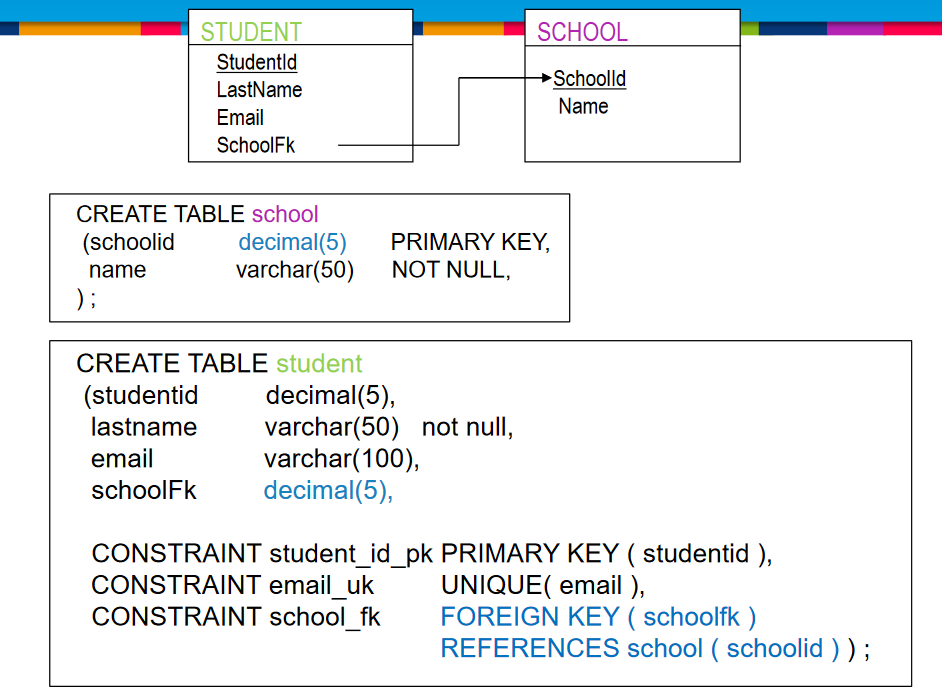 STUDENT
StudentId
LastName
Email
SchoolFk
SCHOOL
SchoolId
Name
CREATE TABLE school
(schoolid decimal(5) PRIMARY KEY,
name varchar(50) NOT NULL,
) ;
CREATE TABLE student
(studentid decimal(5),
lastname varchar(50) not null,
email varchar(100),
schoolFk decimal(5),
CONSTRAINT student_id_pk PRIMARY KEY ( studentid ),
CONSTRAINT email_uk UNIQUE( email ),
CONSTRAINT school_fk FOREIGN KEY ( schoolfk )
REFERENCES school ( schoolid ) ) ;